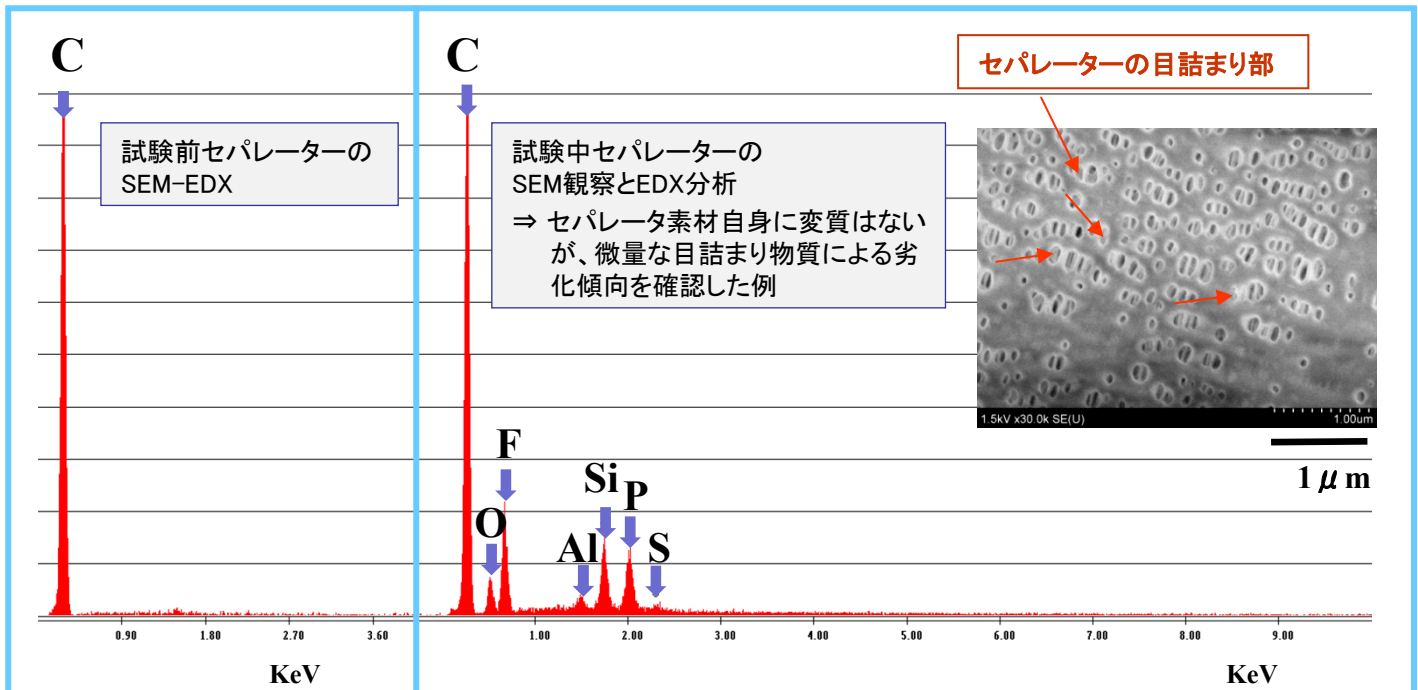 C
試験前セパレーターの
SEM-EDX
0.90 1.80 2.70 3.60
KeV
C
試験中セパレーターの
SEM観察とEDX分析
⇒ セパレータ素材自身に変質はない
が、微量な目詰まり物質による劣
化傾向を確認した例
セパレーターの目詰まり部
1.5kV x30.0k SE(U) 1.00um
1μm
O F Al Si P S
1.00 2.00 3.00 4.00 5.00 6.00 7.00 8.00 9.00
KeV